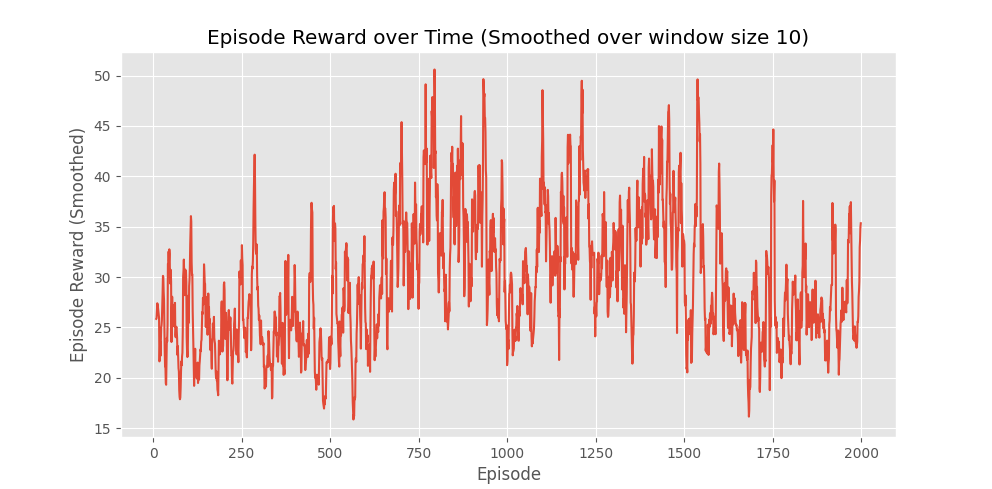 Episode Reward over Time (Smoothed over window size 10)
Episode Reward (Smoothed)
50
45
40
35
30
25
20
15
0 250 500 750 1000 1250 1500 1750 2000
Episode